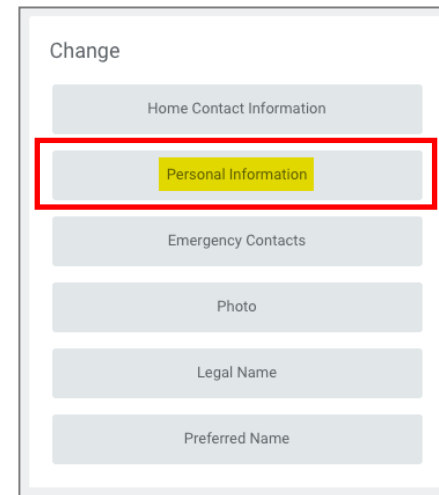 Change
Home Contact Information
Personal Information
Emergency Contacts
Photo
Legal Name
Preferred Name